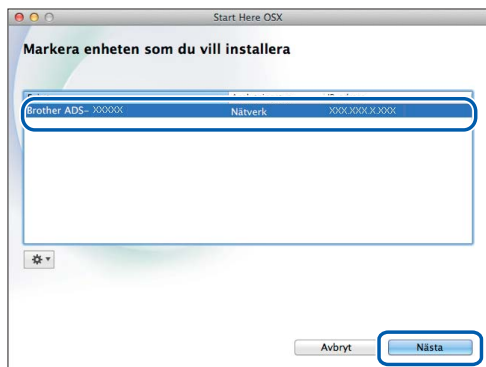 Start Here OSX
Markera enheten som du vill installera
Brother ADS- XXXXX Nätverk XXX.XXX.X.XXX
Avbryt Nästa